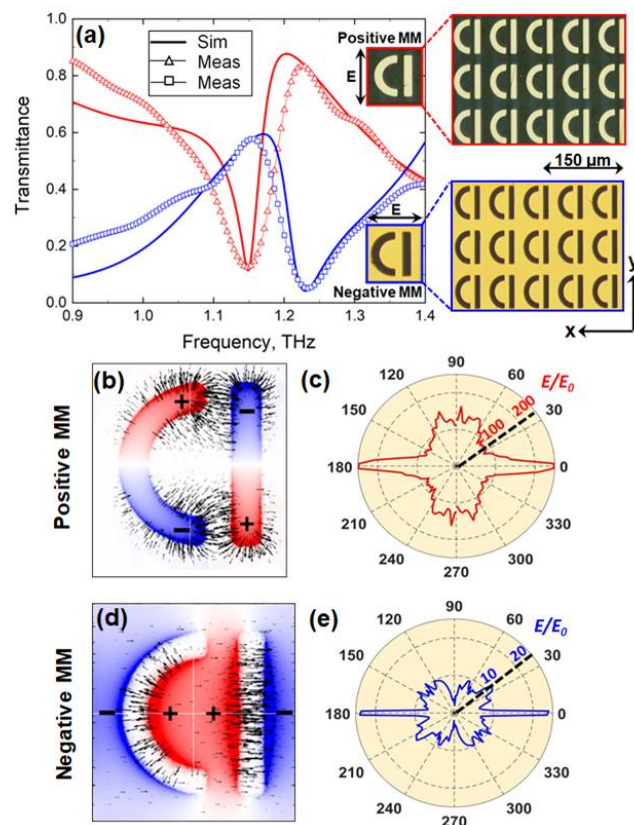 (a)
Sim
Meas
Meas
Positive MM
E
150 µm
E
Negative MM
y
x
Transmittance
1.0
0.8
0.6
0.4
0.2
0.0
0.9 1.0 1.1 1.2 1.3 1.4
Frequency, THz
Positive MM
(b)
+ −
− +
(c)
E/E0
90
120 60
150 30
180 0
210 330
240 300
270
200
Negative MM
(d)
− + + −
(e)
E/E0
90
120 60
150 30
180 0
210 330
240 300
270
10 20